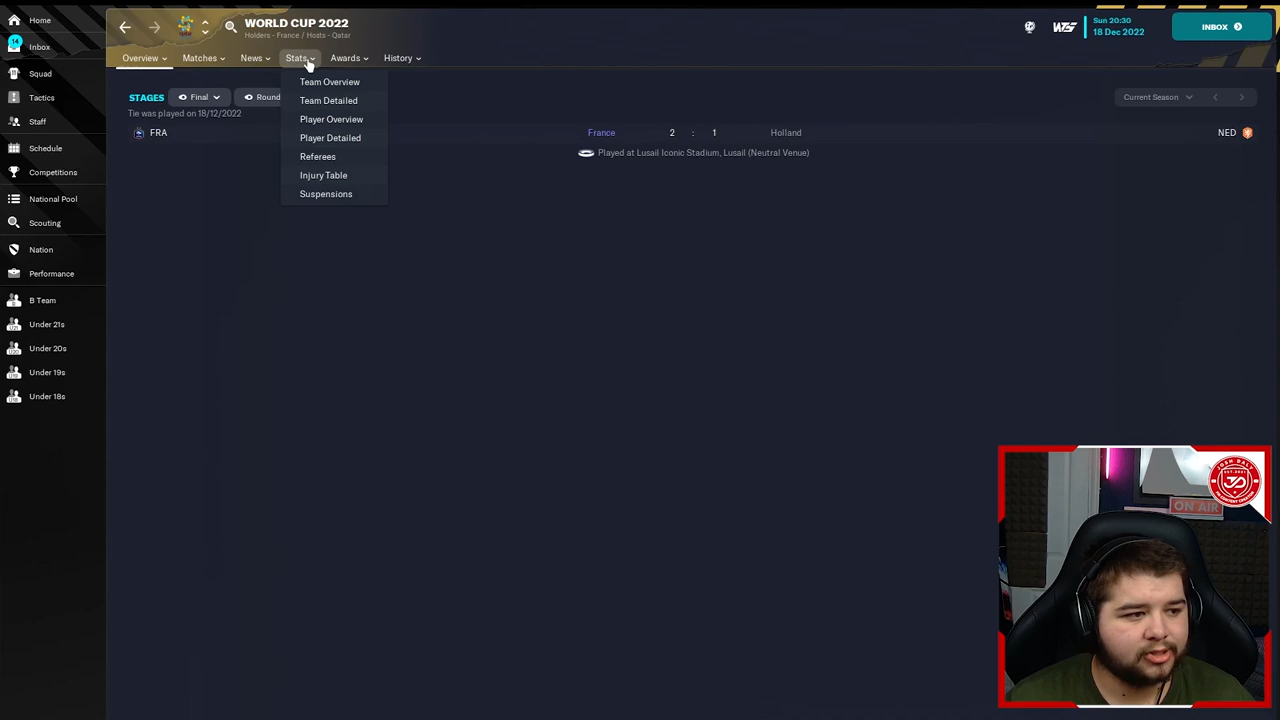 Home
WORLD CUP 2022
Holders - France / Hosts - Qatar
Sun 20:30
18 Dec 2022
INBOX
14
Inbox
Overview
Matches
News
Stats
Awards
History
Squad
Tactics
Staff
Schedule
Competitions
National Pool
Scouting
Nation
Performance
B Team
Under 21s
Under 20s
Under 19s
Under 18s
Team Overview
Team Detailed
Player Overview
Player Detailed
Referees
Injury Table
Suspensions
STAGES
Final
Round
Current Season
Tie was played on 18/12/2022
FRA
France 2 : 1 Holland
NED
Played at Lusail Iconic Stadium, Lusail (Neutral Venue)
JOSH DALY
JD
ON AIR